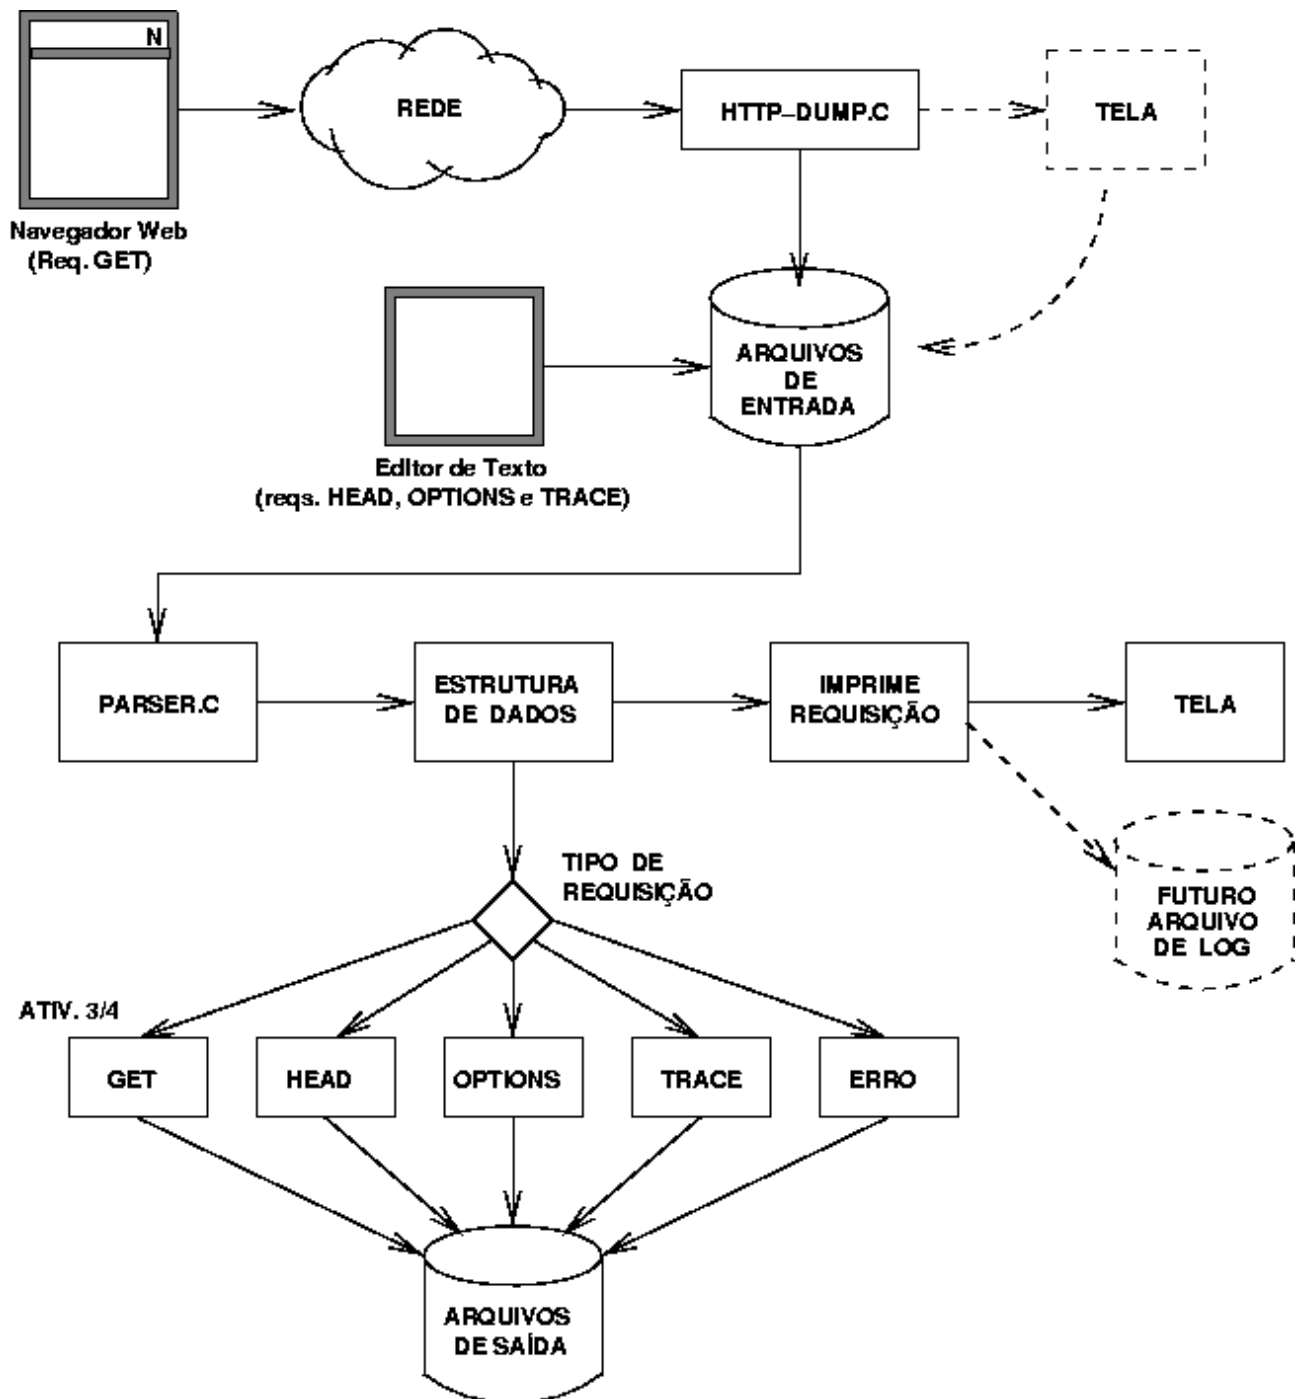 N
REDE
HTTP-DUMP.C
TELA
Navegador Web
(Req. GET)
ARQUIVOS
DE
ENTRADA
Editor de Texto
(reqs. HEAD, OPTIONS e TRACE)
PARSER.C
ESTRUTURA
DE DADOS
IMPRIME
REQUISIÇÃO
TELA
TIPO DE
REQUISIÇÃO
FUTURO
ARQUIVO
DE LOG
ATIV. 3/4
GET
HEAD
OPTIONS
TRACE
ERRO
ARQUIVOS
DE SAÍDA